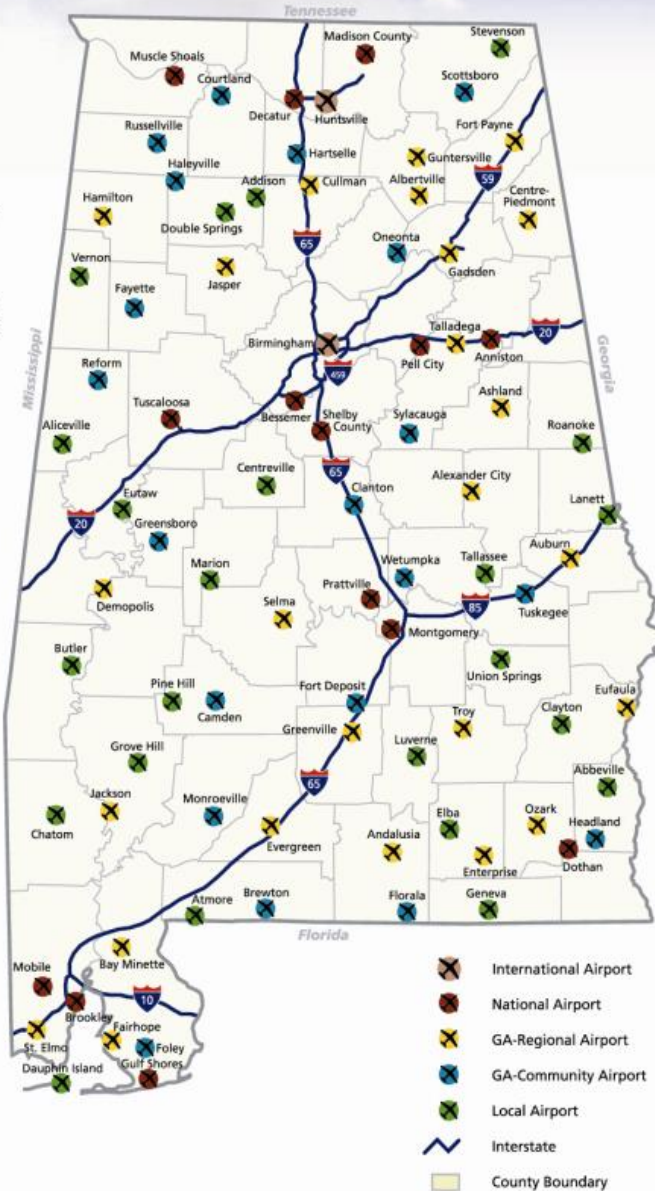 Tennessee
Stevenson
Madison County
Muscle Shoals
Courtland
Scottsboro
Decatur
Huntsville
Russellville
Fort Payne
Hartselle
Guntersville
Haleyville
59
Addison
Cullman
Albertville
Centre-
Piedmont
Hamilton
Double Springs
65
Oneonta
Vernon
Gadsden
Jasper
Fayette
Talladega
20
Birmingham
Pell City
Anniston
Georgia
Mississippi
Reform
459
Ashland
Tuscaloosa
Bessemer
Shelby
County
Sylacauga
Aliceville
Roanoke
Centreville
65
Alexander City
Clanton
Eutaw
Lanett
20
Greensboro
Auburn
Wetumpka
Tallassee
Marion
Prattville
Selma
85
Demopolis
Tuskegee
Montgomery
Butler
Union Springs
Pine Hill
Fort Deposit
Eufaula
Camden
Clayton
Troy
Greenville
Luverne
Grove Hill
Abbeville
65
Jackson
Monroeville
Elba
Ozark
Headland
Chatom
Andalusia
Evergreen
Enterprise
Dothan
Atmore
Brewton
Florala
Geneva
Florida
Bay Minette
Mobile
10
Brookley
Fairhope
St. Elmo
Foley
Dauphin Island
Gulf Shores
International Airport
National Airport
GA-Regional Airport
GA-Community Airport
Local Airport
Interstate
County Boundary